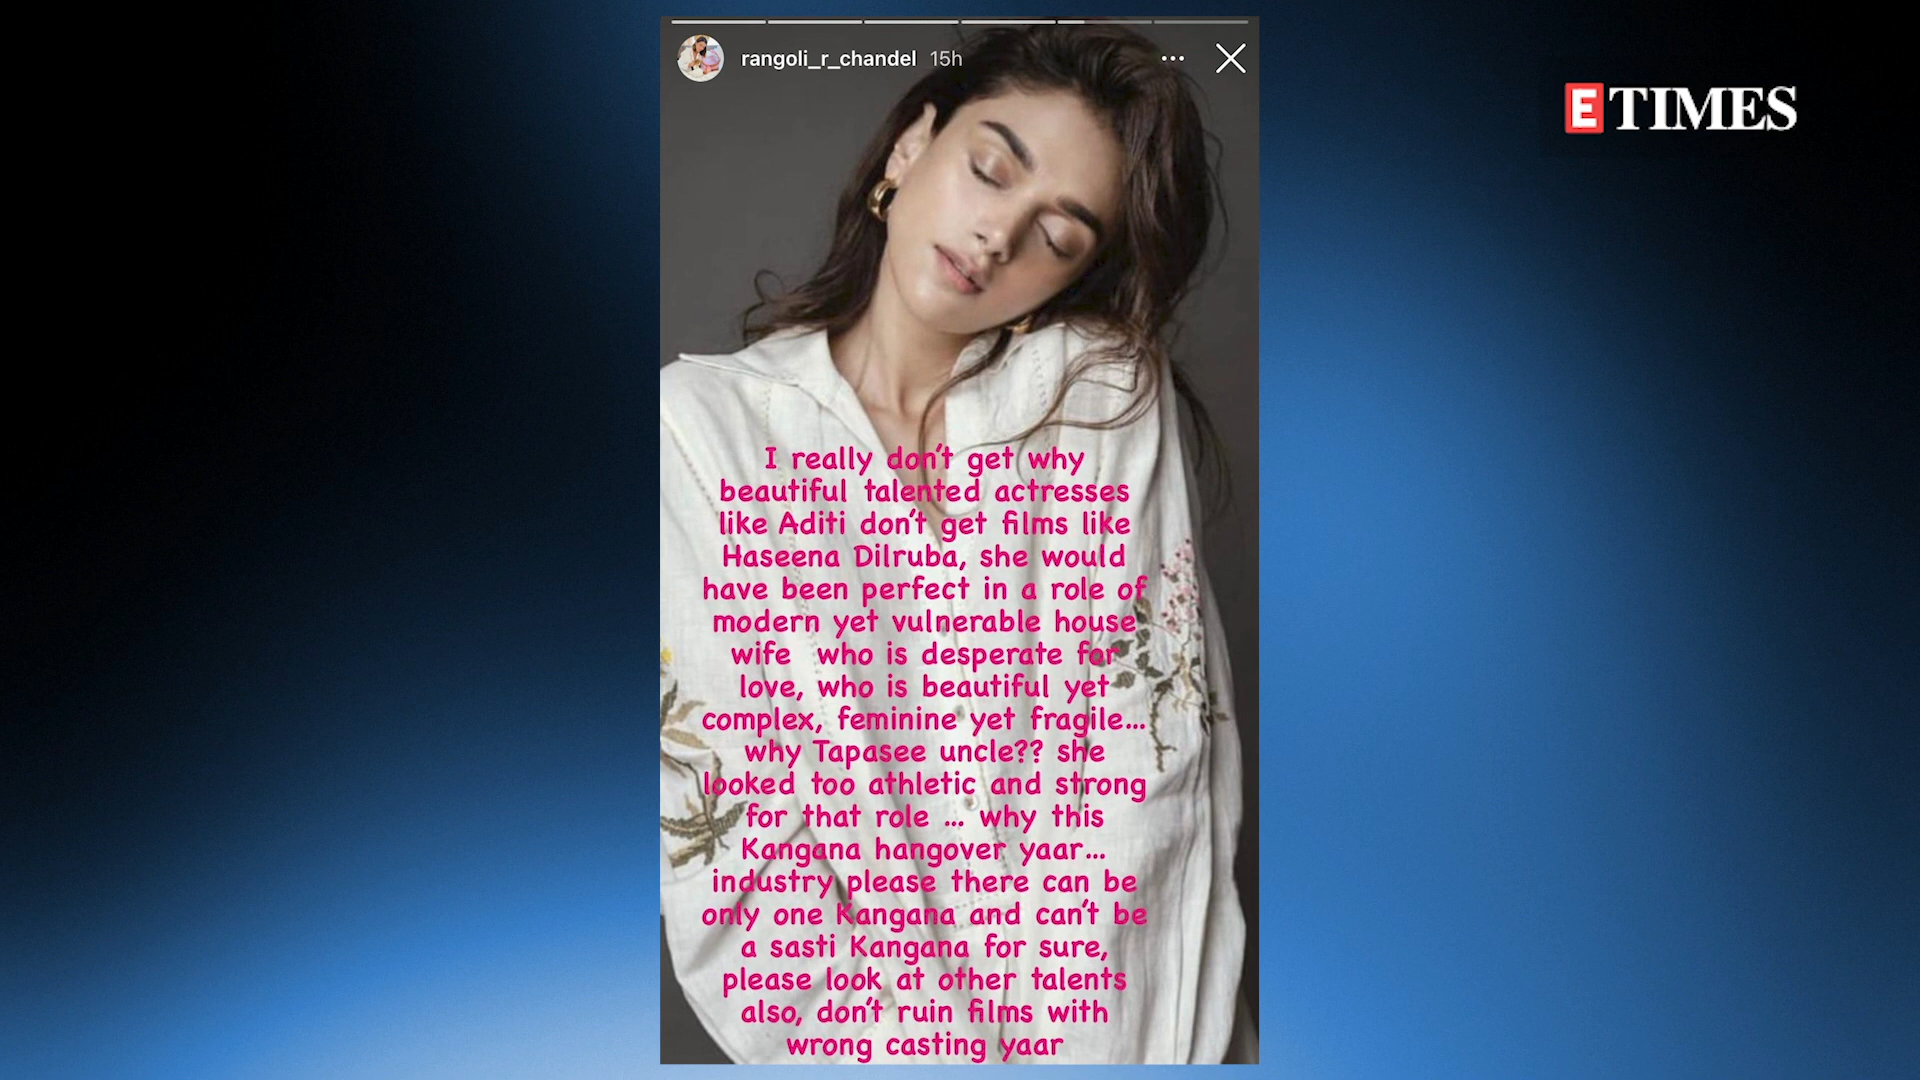 rangoli_r_chandel 15h
E TIMES
I really don't get why
beautiful talented actresses
like Aditi don't get films like
Haseena Dilruba, she would
have been perfect in a role of
modern yet vulnerable house
wife who is desperate for
love, who is beautiful yet
complex, feminine yet fragile...
why Tapasee uncle?? she
looked too athletic and strong
for that role ... why this
Kangana hangover yaar...
industry please there can be
only one Kangana and can't be
a sasti Kangana for sure,
please look at other talents
also, don't ruin films with
wrong casting yaar